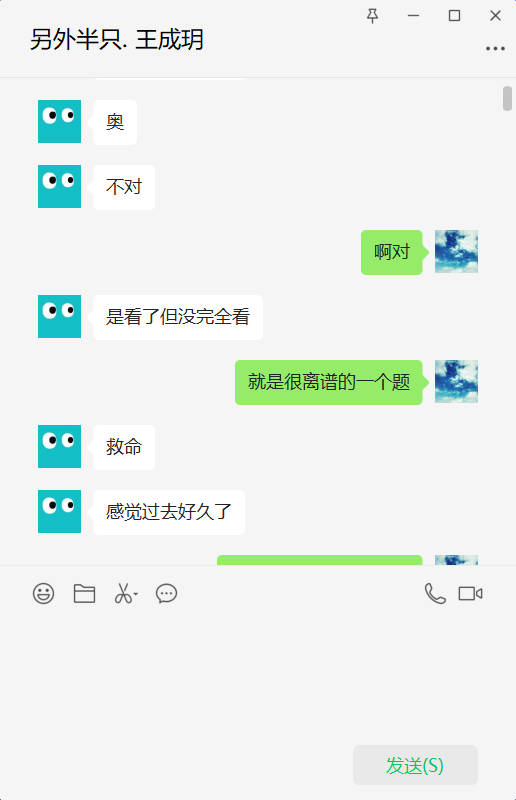 另外半只. 王成玥
奥
不对
啊对
是看了但没完全看
就是很离谱的一个题
救命
感觉过去好久了
发送(S)